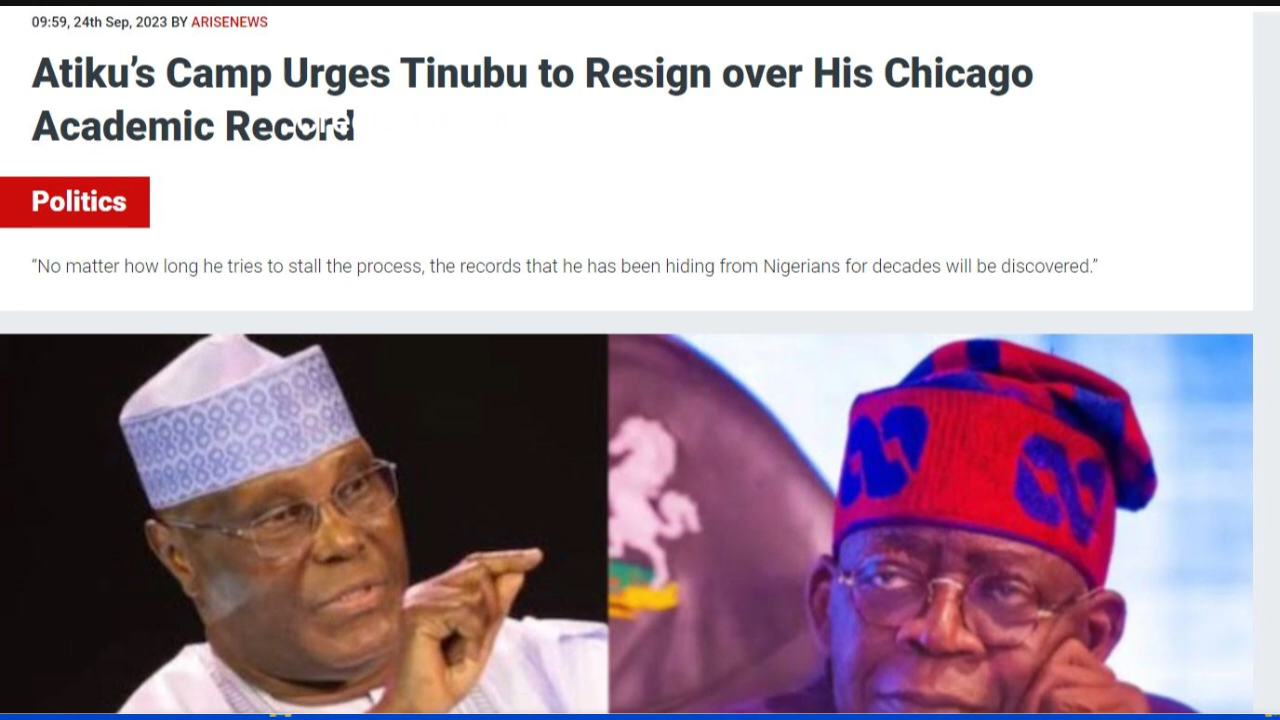 09:59, 24th Sep, 2023 BY ARISENEWS
Atiku’s Camp Urges Tinubu to Resign over His Chicago
Academic Record
Politics
“No matter how long he tries to stall the process, the records that he has been hiding from Nigerians for decades will be discovered.”